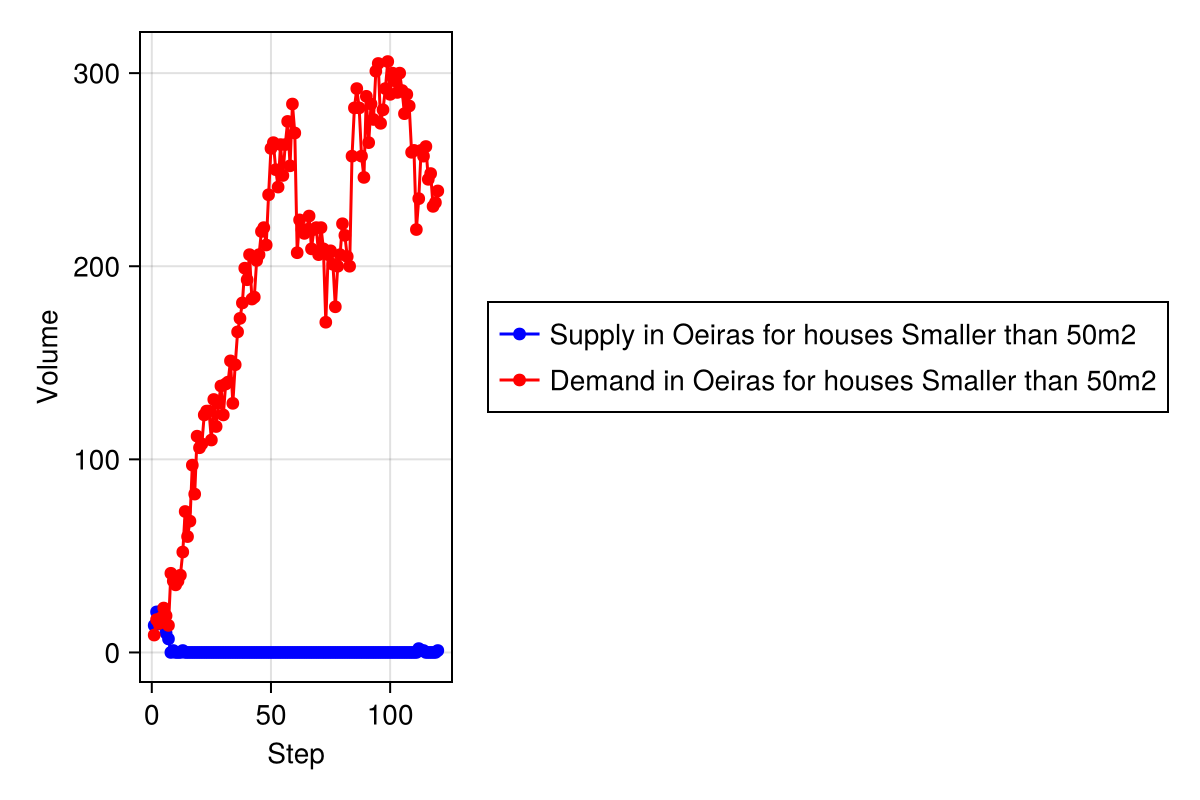 300
200
100
0
Volume
0 50 100
Step
Supply in Oeiras for houses Smaller than 50m2
Demand in Oeiras for houses Smaller than 50m2